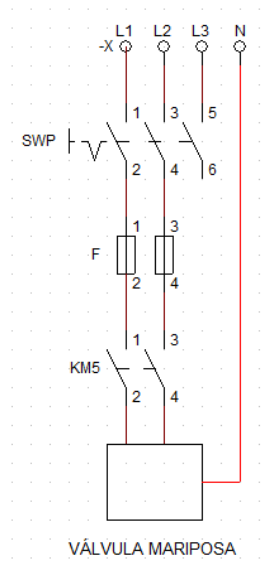 L1 L2 L3 N
-X
1 3 5
SWP
2 4 6
1 3
F
2 4
1 3
KM5
2 4
VÁLVULA MARIPOSA